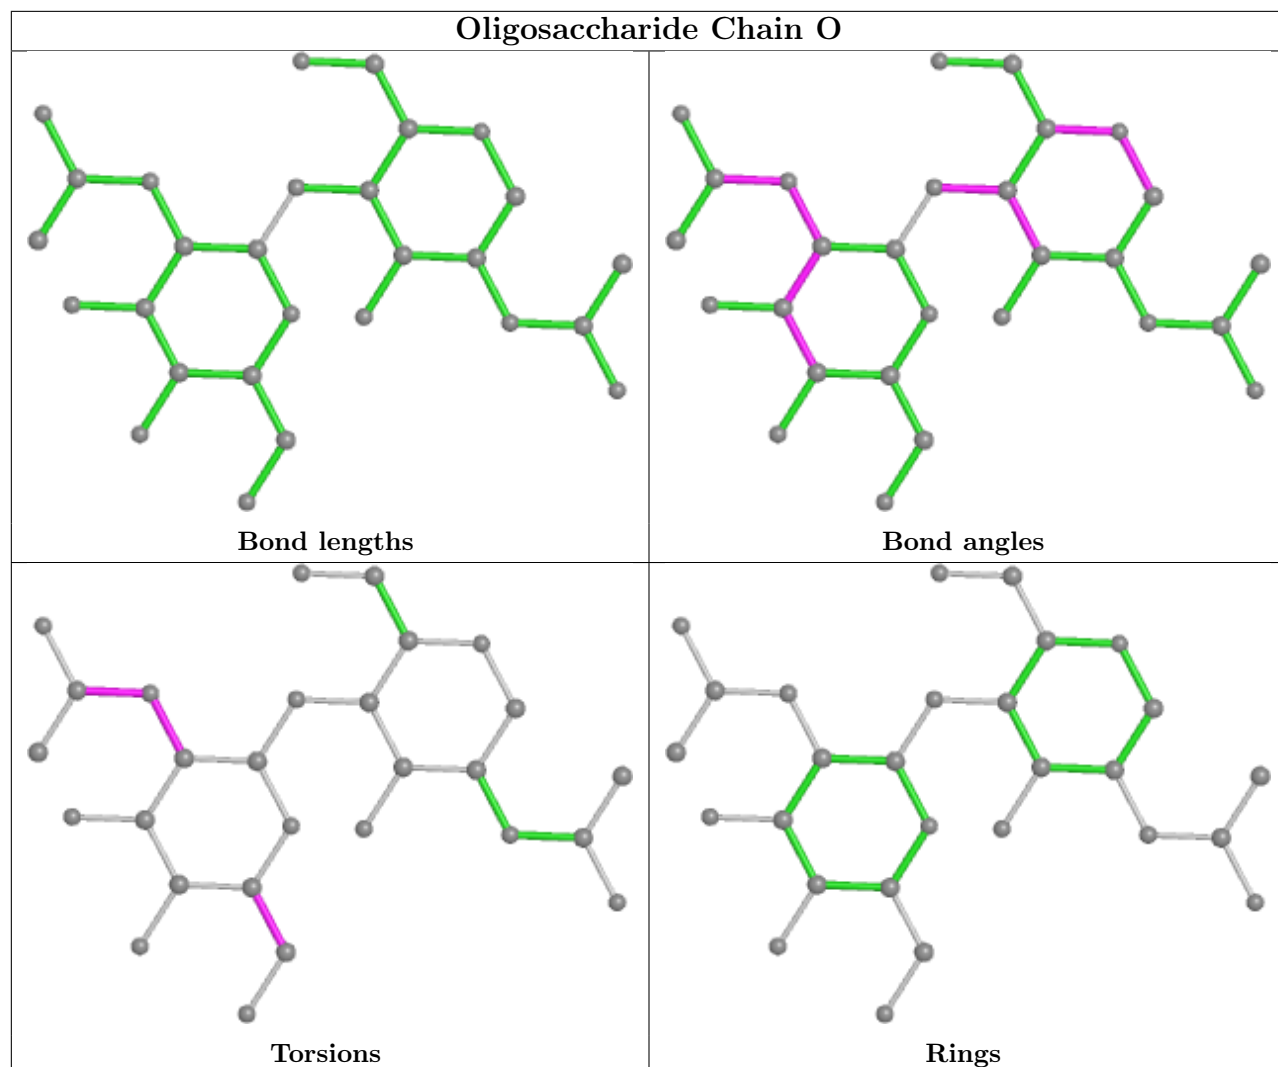 Oligosaccharide Chain O
Bond lengths
Bond angles
Torsions
Rings